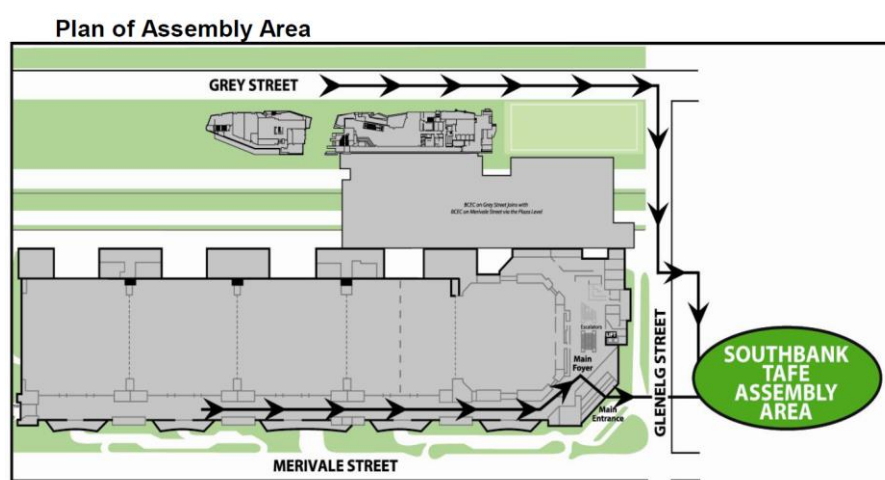 Plan of Assembly Area
GREY STREET
BCEC on Grey Street Joins with
BCEC on Merivale Street via the Plaza Level
Escalators
Main
Foyer
Main
Entrance
GLENELG STREET
SOUTHBANK
TAFE
ASSEMBLY
AREA
MERIVALE STREET